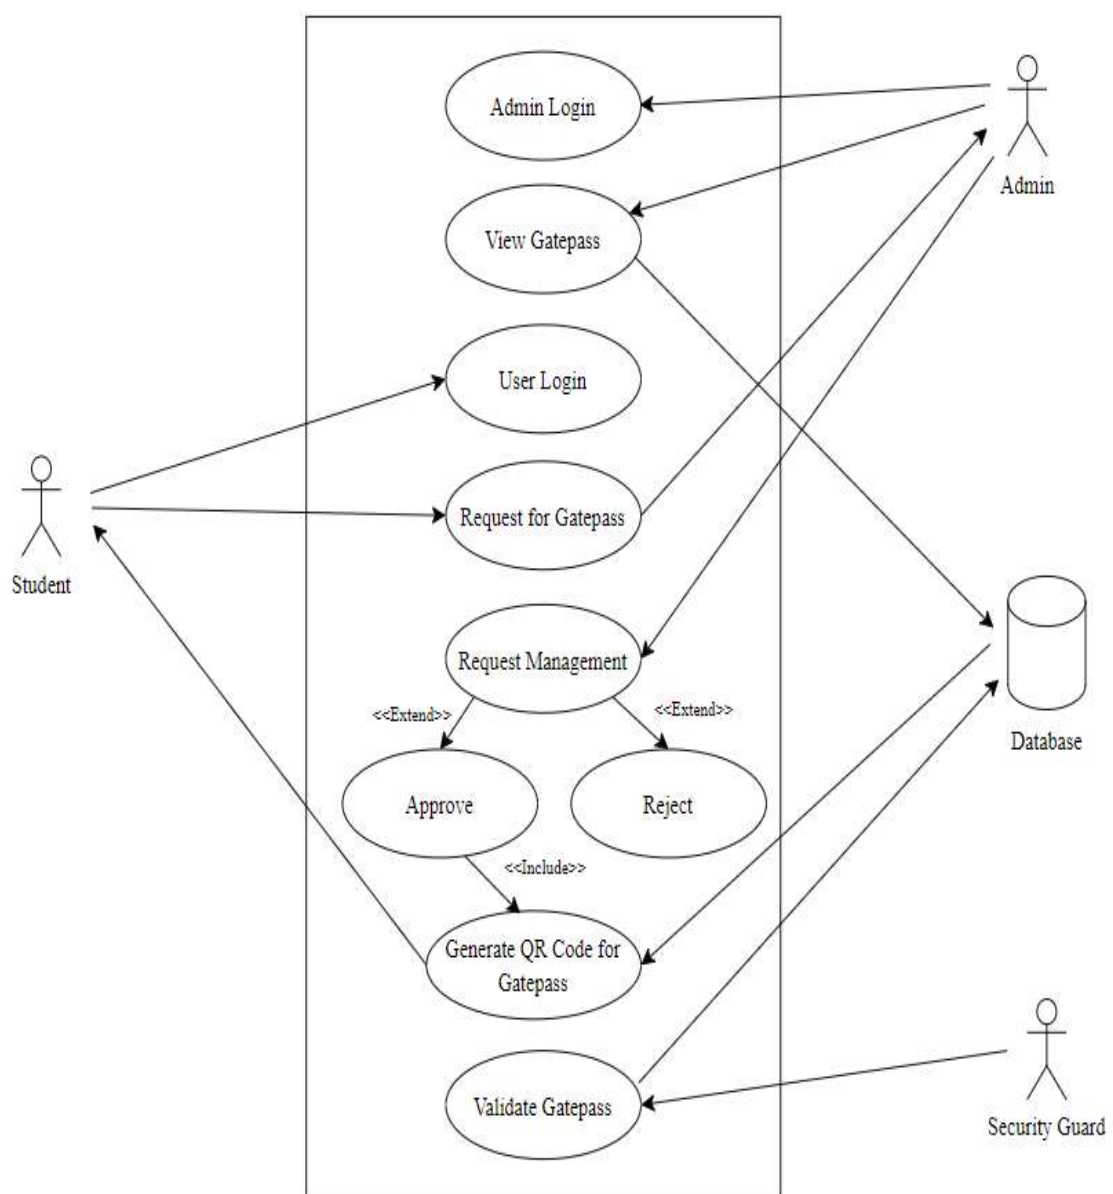 Admin Login
Admin
View Gatepass
User Login
Request for Gatepass
Student
Request Management
<<Extend>>
<<Extend>>
Database
Approve
Reject
<<Include>>
Generate QR Code for
Gatepass
Validate Gatepass
Security Guard